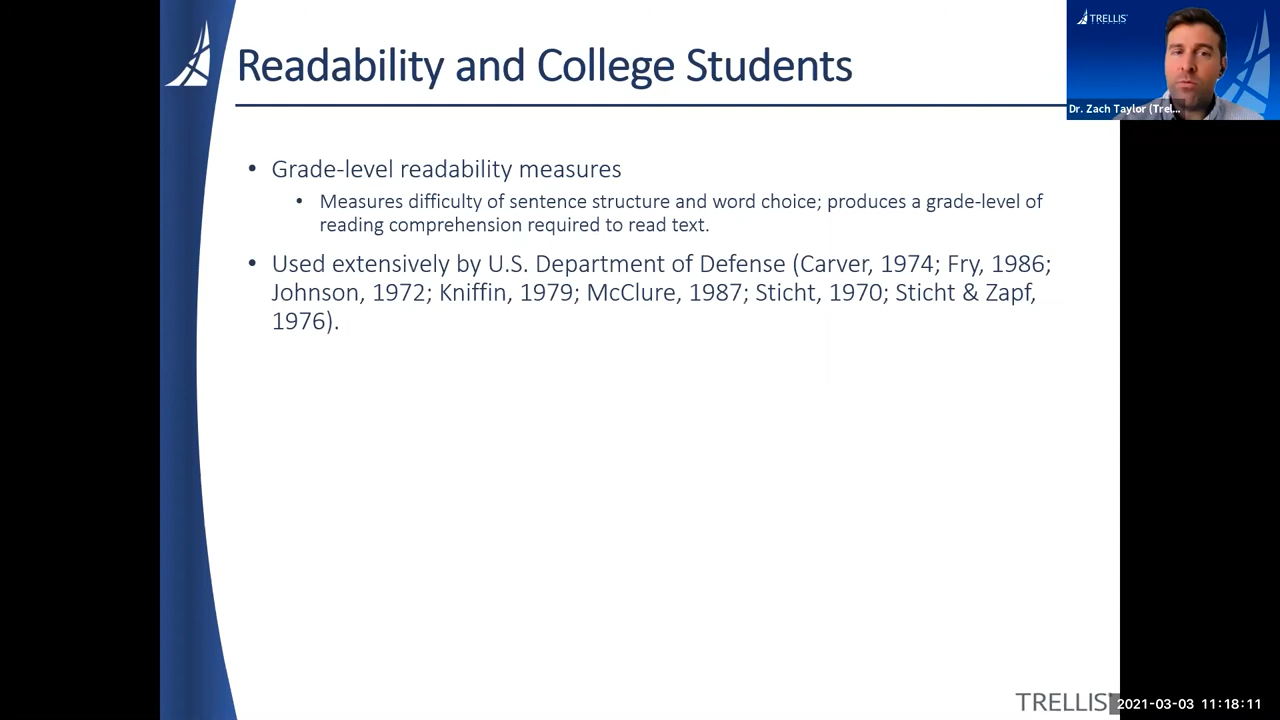 Readability and College Students
TRELLIS
Dr. Zach Taylor (Trel...
• Grade-level readability measures
• Measures difficulty of sentence structure and word choice; produces a grade-level of
reading comprehension required to read text.
• Used extensively by U.S. Department of Defense (Carver, 1974; Fry, 1986;
Johnson, 1972; Kniffin, 1979; McClure, 1987; Sticht, 1970; Sticht & Zapf,
1976).
TRELLIS
2021-03-03 11:18:11